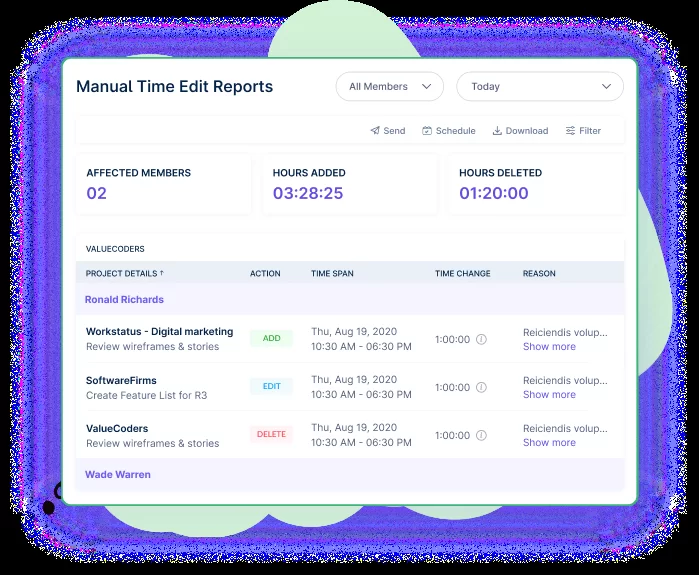 Manual Time Edit Reports All Members Today
Send Schedule Download Filter
AFFECTED MEMBERS HOURS ADDED HOURS DELETED
02 03:28:25 01:20:00
VALUECODERS
PROJECT DETAILS ↑ ACTION TIME SPAN TIME CHANGE REASON
Ronald Richards
Workstatus - Digital marketing
Review wireframes & stories
ADD
Thu, Aug 19, 2020
10:30 AM - 06:30 PM
1:00:00
Reiciendis volup...
Show more
SoftwareFirms
Create Feature List for R3
EDIT
Thu, Aug 19, 2020
10:30 AM - 06:30 PM
1:00:00
Reiciendis volup...
Show more
ValueCoders
Review wireframes & stories
DELETE
Thu, Aug 19, 2020
10:30 AM - 06:30 PM
1:00:00
Reiciendis volup...
Show more
Wade Warren